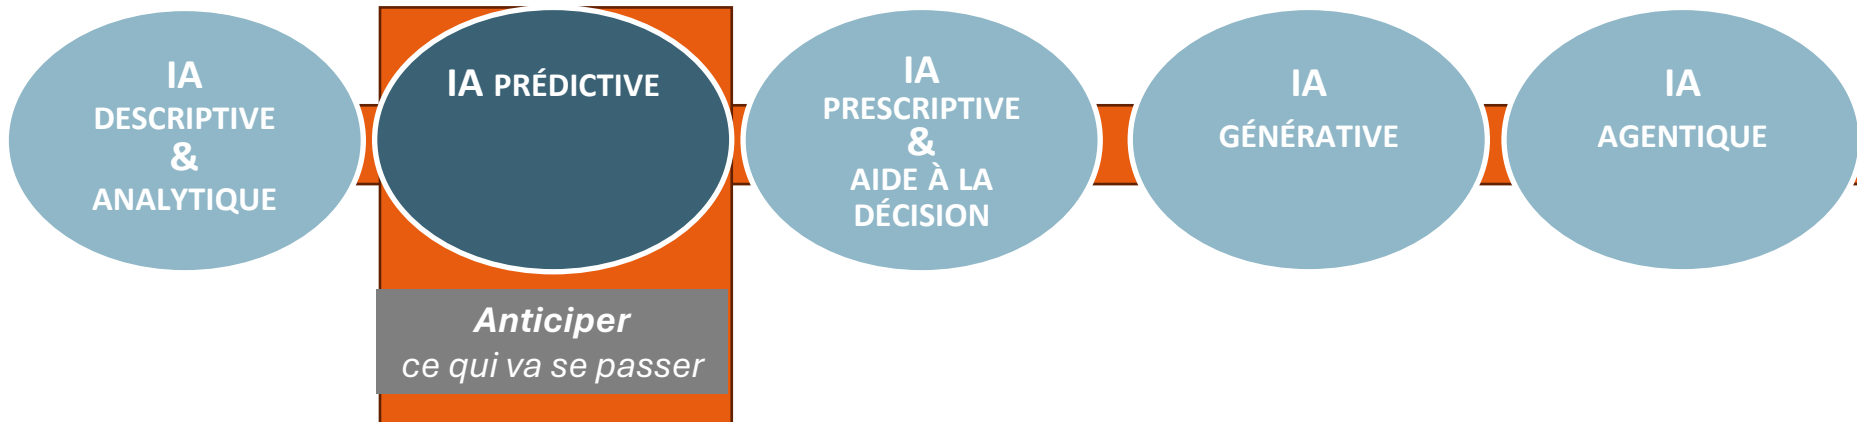 IA
DESCRIPTIVE
&
ANALYTIQUE
IA PRÉDICTIVE
Anticiper
ce qui va se passer
IA
PRESCRIPTIVE
&
AIDE À LA
DÉCISION
IA
GÉNÉRATIVE
IA
AGENTIQUE